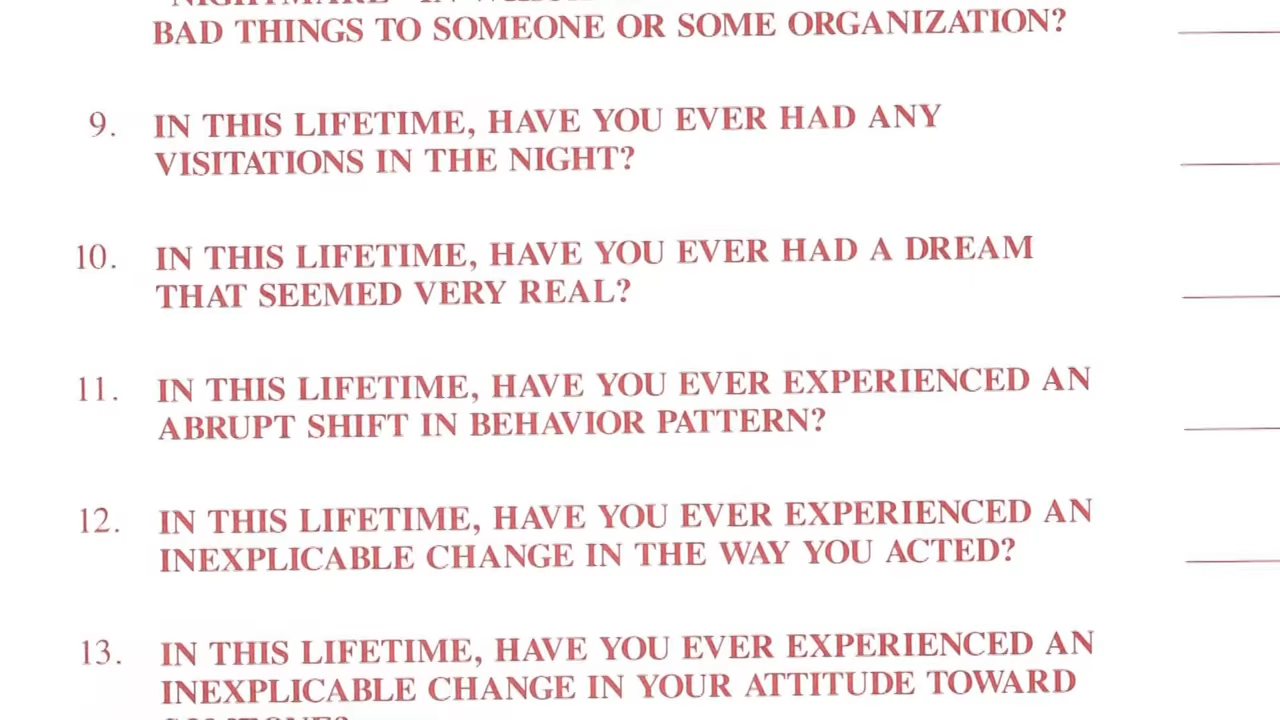 BAD THINGS TO SOMEONE OR SOME ORGANIZATION?
9. IN THIS LIFETIME, HAVE YOU EVER HAD ANY
VISITATIONS IN THE NIGHT?
10. IN THIS LIFETIME, HAVE YOU EVER HAD A DREAM
THAT SEEMED VERY REAL?
11. IN THIS LIFETIME, HAVE YOU EVER EXPERIENCED AN
ABRUPT SHIFT IN BEHAVIOR PATTERN?
12. IN THIS LIFETIME, HAVE YOU EVER EXPERIENCED AN
INEXPLICABLE CHANGE IN THE WAY YOU ACTED?
13. IN THIS LIFETIME, HAVE YOU EVER EXPERIENCED AN
INEXPLICABLE CHANGE IN YOUR ATTITUDE TOWARD